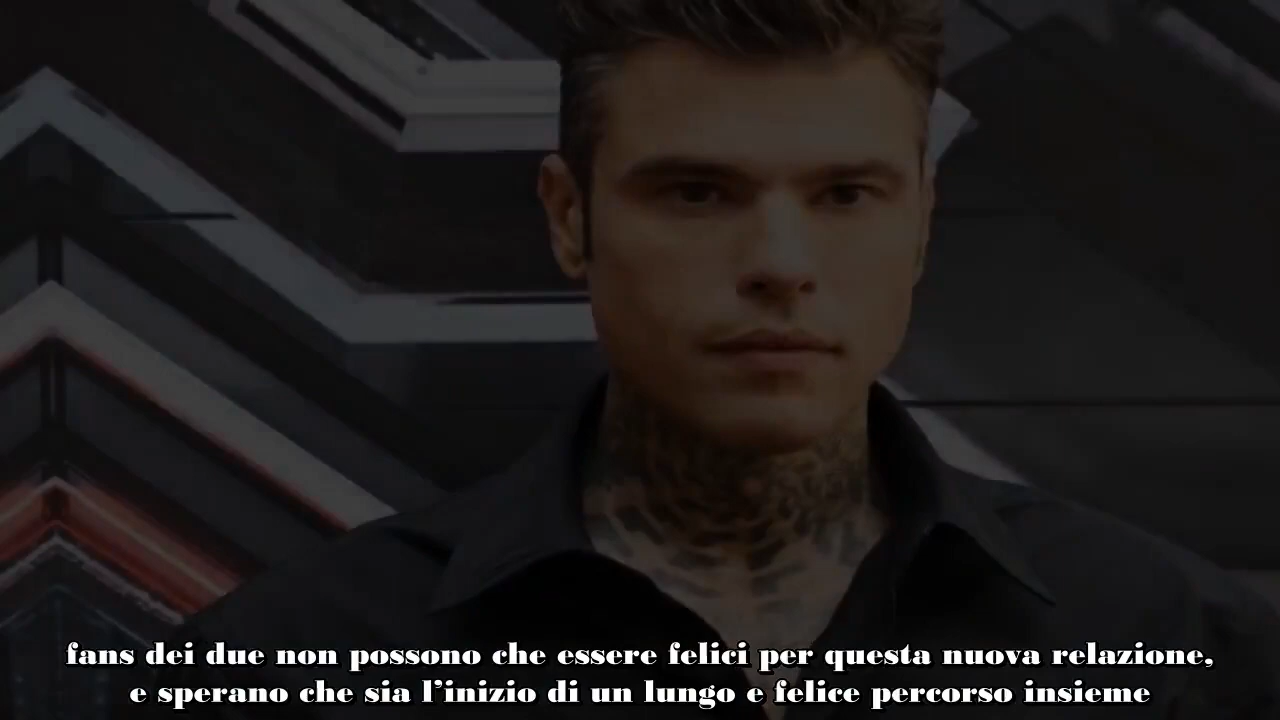 fans dei due non possono che essere felici per questa nuova relazione,
e sperano che sia l’inizio di un lungo e felice percorso insieme